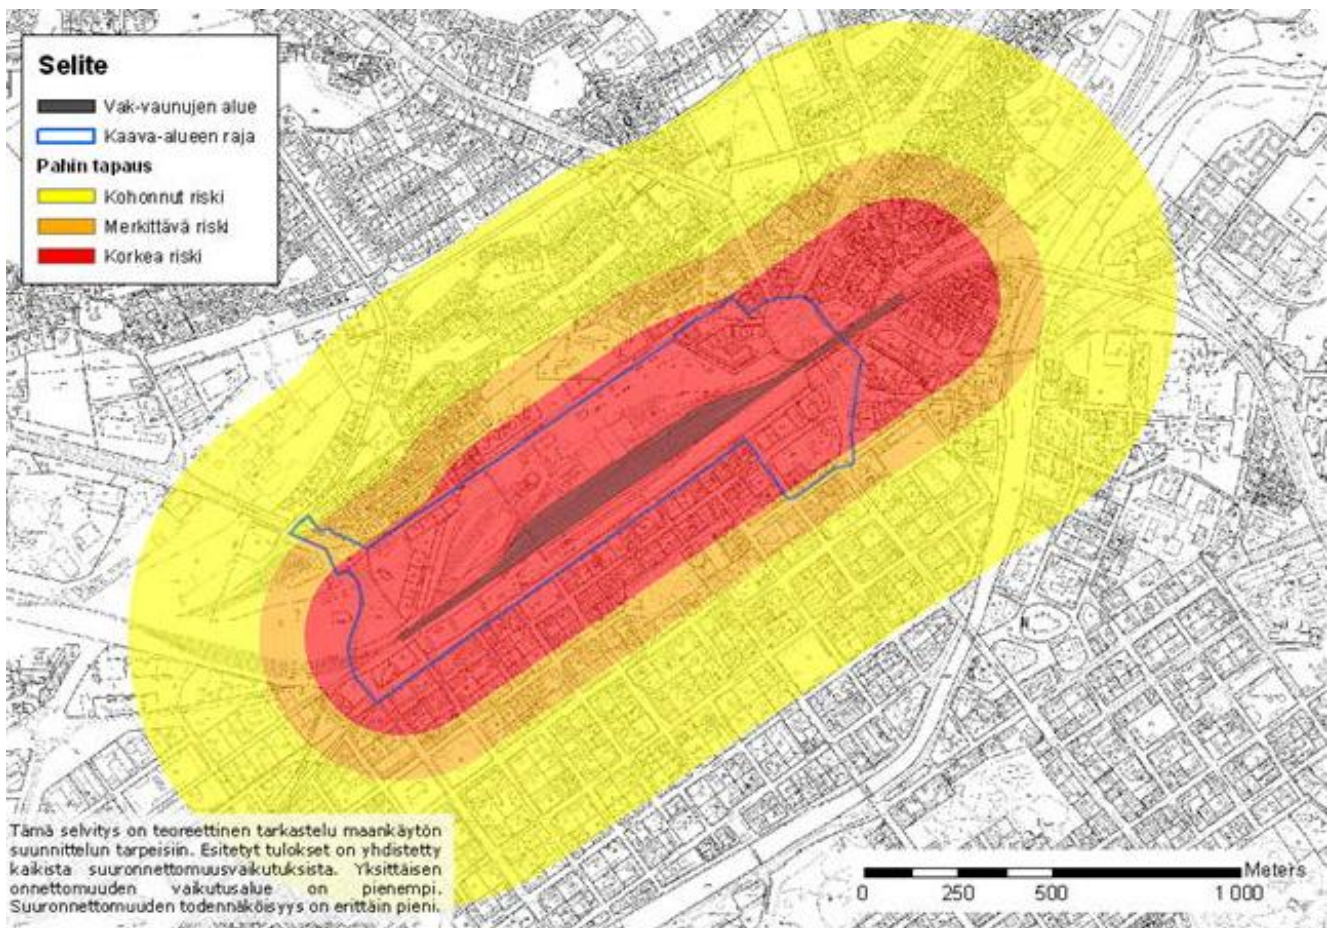 Selite
Vak-vaunujen alue
Kaava-alueen raja
Pahin tapaus
Kohonnut riski
Merkittävä riski
Korkea riski
Tämä selvitys on teoreettinen tarkastelu maankäytön
suunnittelun tarpeisiin. Esitetyt tulokset on yhdistetty
kaikista suuronnettomuusvaikutuksista. Yksittäisen
onnettomuuden vaikutusalue on pienempi.
Suuronnettomuuden todennäköisyys on erittäin pieni.
Meters
0 250 500 1 000